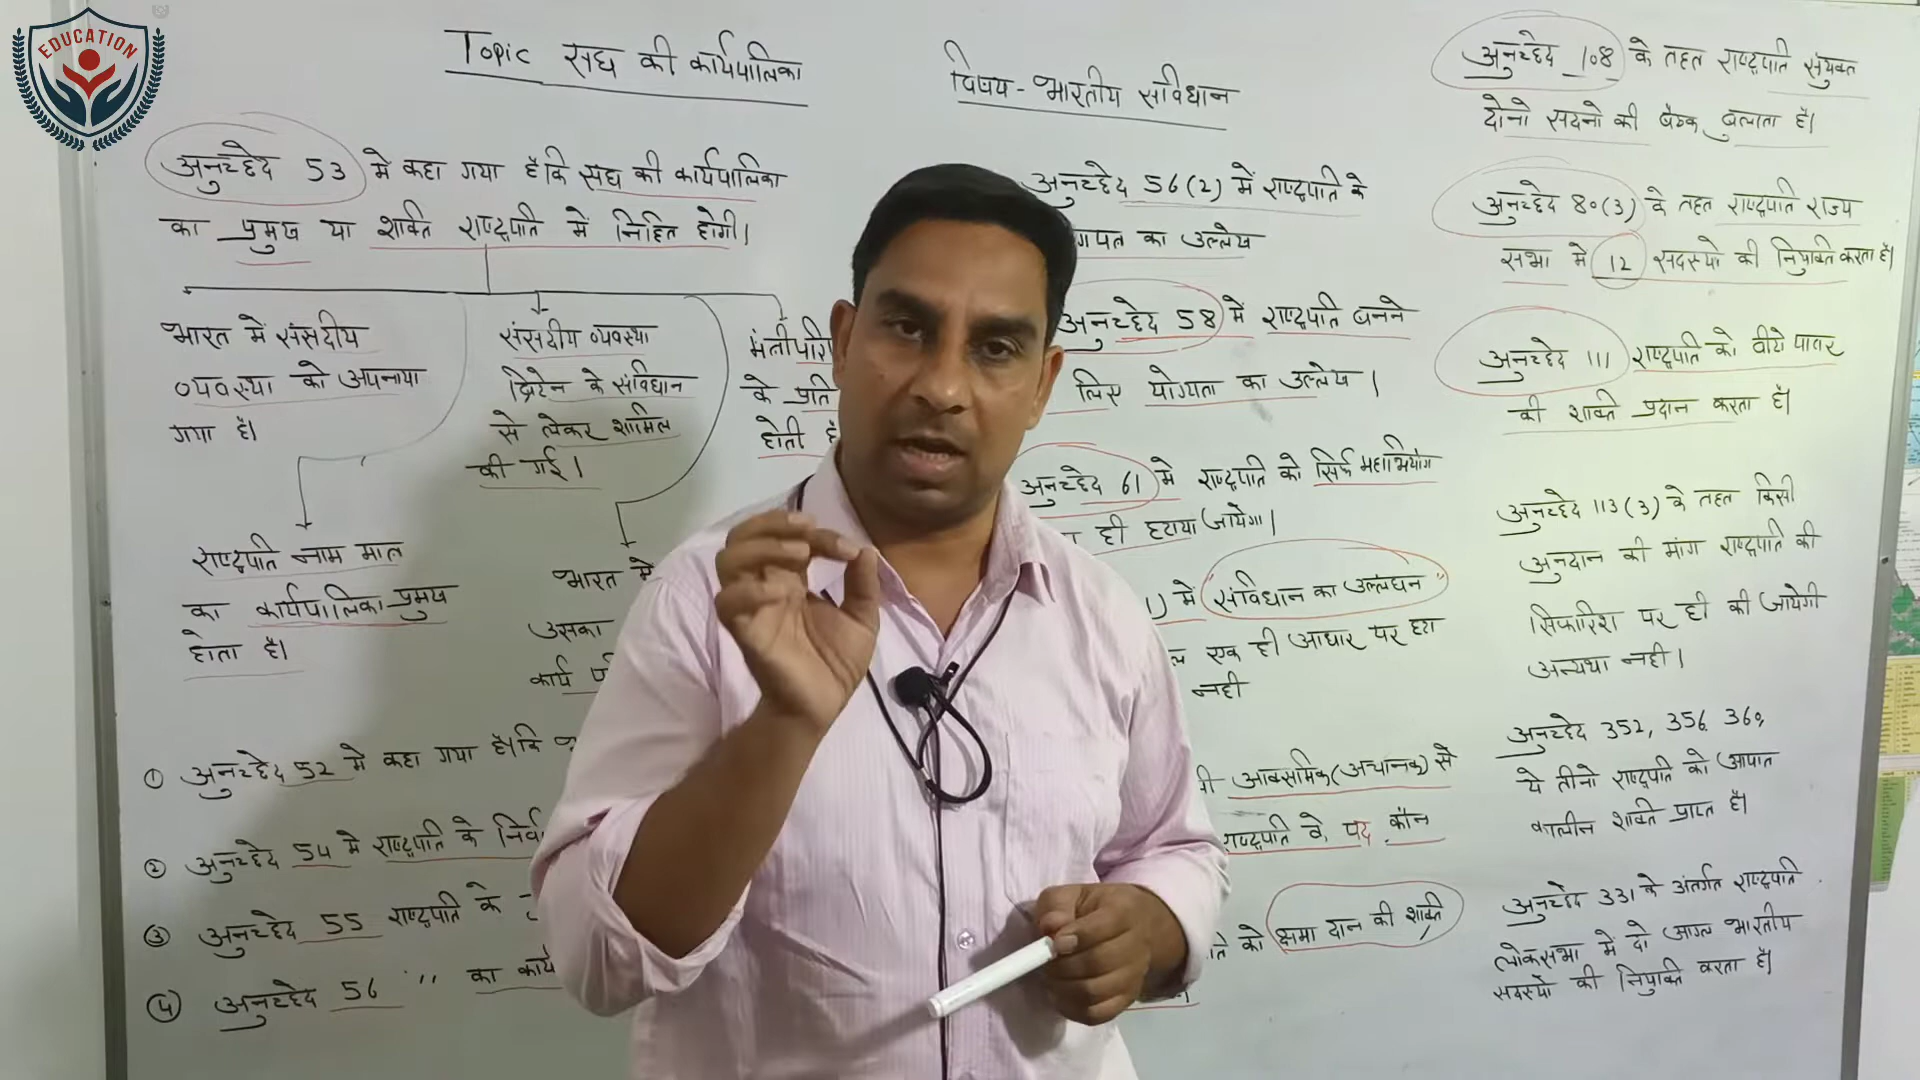 EDUCATION
Topic संघ की कार्यपालिका
विषय - भारतीय संविधान
अनुच्छेद 53 मे कहा गया है कि संघ की कार्यपालिका
का प्रमुख या शक्ति राष्ट्रपति में निहित होगी।
भारत में संसदीय
व्यवस्था को अपनाया
गया है।
संसदीय व्यवस्था
ब्रिटेन के संविधान
से लेकर शामिल
की गई।
मंत्रीपरि
के प्रति
होती है
राष्ट्रपति नाम मात्र
का कार्यपालिका प्रमुख
होता है।
भारत मे
उसका
कार्य
① अनुच्छेद 52 मे कहा गया है। कि
② अनुच्छेद 54 मे राष्ट्रपति के निर्व
③ अनुच्छेद 55 राष्ट्रपति के
④ अनुच्छेद 56 " का कार्य
अनुच्छेद 56(2) में राष्ट्रपति के
का उल्लेख
अनुच्छेद 58 में राष्ट्रपति बनने
लिए योग्यता का उल्लेख।
अनुच्छेद 61 मे राष्ट्रपति को सिर्फ महाभियोग
ही हटाया जायेगा।
1) में "संविधान का उल्लंघन"
एक ही आधार पर हटा
नही
आक्समिक (अचानक) से
राष्ट्रपति के पद कौन
को क्षमा दान की शक्ति
अनुच्छेद 108 के तहत राष्ट्रपति संयुक्त
दोनो सदनो की बैठक बुलाता है।
अनुच्छेद 80(3) के तहत राष्ट्रपति राज्य
सभा मे 12 सदस्यो की नियुक्ति करता है।
अनुच्छेद 111 राष्ट्रपति को वीटो पावर
की शक्ति प्रदान करता है।
अनुच्छेद 113(3) के तहत किसी
अनुदान की मांग राष्ट्रपति की
सिफारिश पर ही की जायेगी
अन्यथा नही।
अनुच्छेद 352, 356, 360,
ये तीनो राष्ट्रपति को आपात
कालीन शक्ति प्राप्त है।
अनुच्छेद 331 के अंतर्गत राष्ट्रपति
लोकसभा में दो आंग्ल भारतीय
सदस्यो की नियुक्ति करता है।